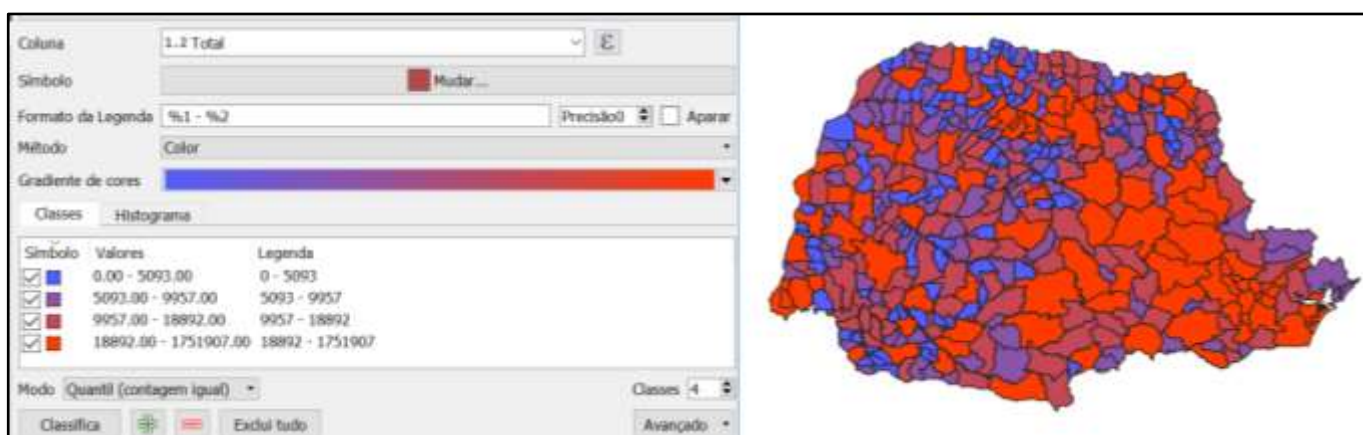 Coluna 1.2 Total ε
Símbolo Mudar...
Formato da Legenda %1 - %2 Precisão0 Aparar
Método Color
Gradiente de cores
Classes Histograma
Símbolo Valores Legenda
0.00 - 5093.00 0 - 5093
5093.00 - 9957.00 5093 - 9957
9957.00 - 18892.00 9957 - 18892
18892.00 - 1751907.00 18892 - 1751907
Modo Quantil (contagem igual) Classes 4
Classifica Exclui tudo Avançado